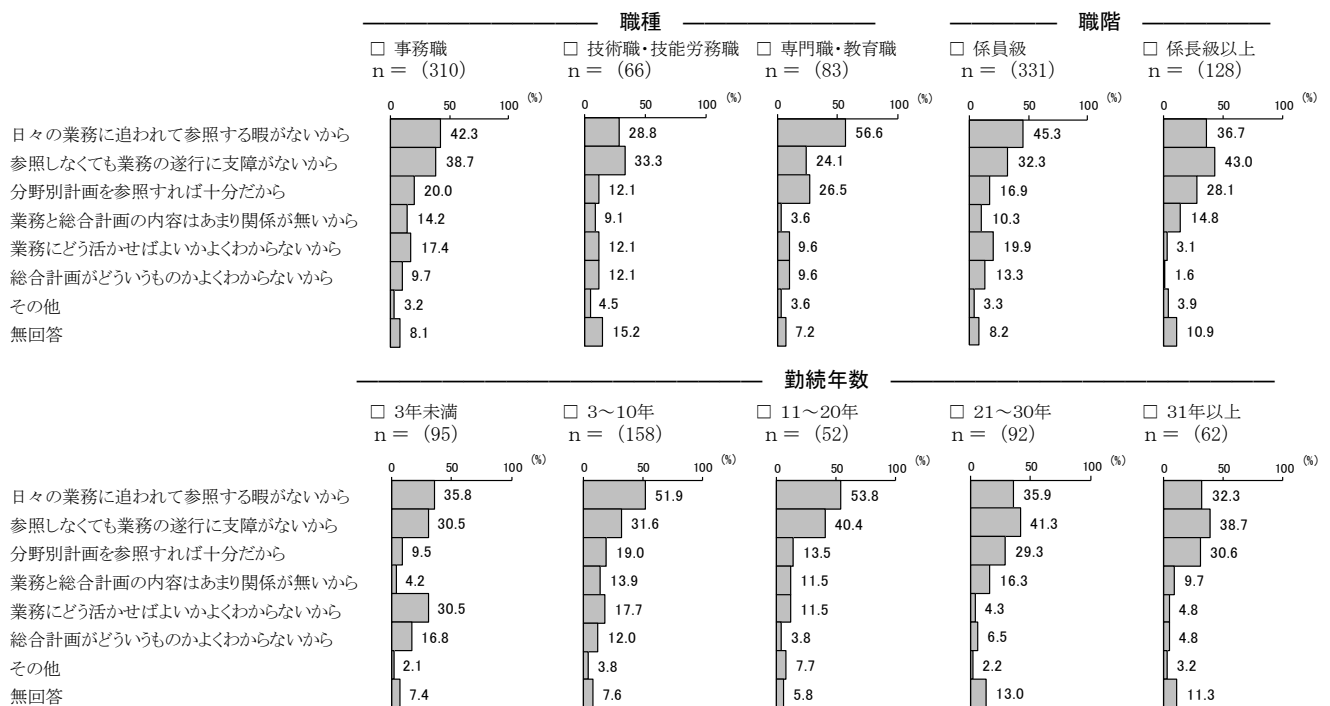 職種 職階
□ 事務職 □ 技術職・技能労務職 □ 専門職・教育職 □ 係員級 □ 係長級以上
n = (310) n = (66) n = (83) n = (331) n = (128)
0 50 100 (%) 0 50 100 (%) 0 50 100 (%) 0 50 100 (%) 0 50 100 (%)
日々の業務に追われて参照する暇がないから 42.3 28.8 56.6 45.3 36.7
参照しなくても業務の遂行に支障がないから 38.7 33.3 24.1 32.3 43.0
分野別計画を参照すれば十分だから 20.0 12.1 26.5 16.9 28.1
業務と総合計画の内容はあまり関係が無いから 14.2 9.1 3.6 10.3 14.8
業務にどう活かせばよいかよくわからないから 17.4 12.1 9.6 19.9 3.1
総合計画がどういうものかよくわからないから 9.7 12.1 9.6 13.3 1.6
その他 3.2 4.5 3.6 3.3 3.9
無回答 8.1 15.2 7.2 8.2 10.9
勤続年数
□ 3年未満 □ 3～10年 □ 11～20年 □ 21～30年 □ 31年以上
n = (95) n = (158) n = (52) n = (92) n = (62)
0 50 100 (%) 0 50 100 (%) 0 50 100 (%) 0 50 100 (%) 0 50 100 (%)
日々の業務に追われて参照する暇がないから 35.8 51.9 53.8 35.9 32.3
参照しなくても業務の遂行に支障がないから 30.5 31.6 40.4 41.3 38.7
分野別計画を参照すれば十分だから 9.5 19.0 13.5 29.3 30.6
業務と総合計画の内容はあまり関係が無いから 4.2 13.9 11.5 16.3 9.7
業務にどう活かせばよいかよくわからないから 30.5 17.7 11.5 4.3 4.8
総合計画がどういうものかよくわからないから 16.8 12.0 3.8 6.5 4.8
その他 2.1 3.8 7.7 2.2 3.2
無回答 7.4 7.6 5.8 13.0 11.3